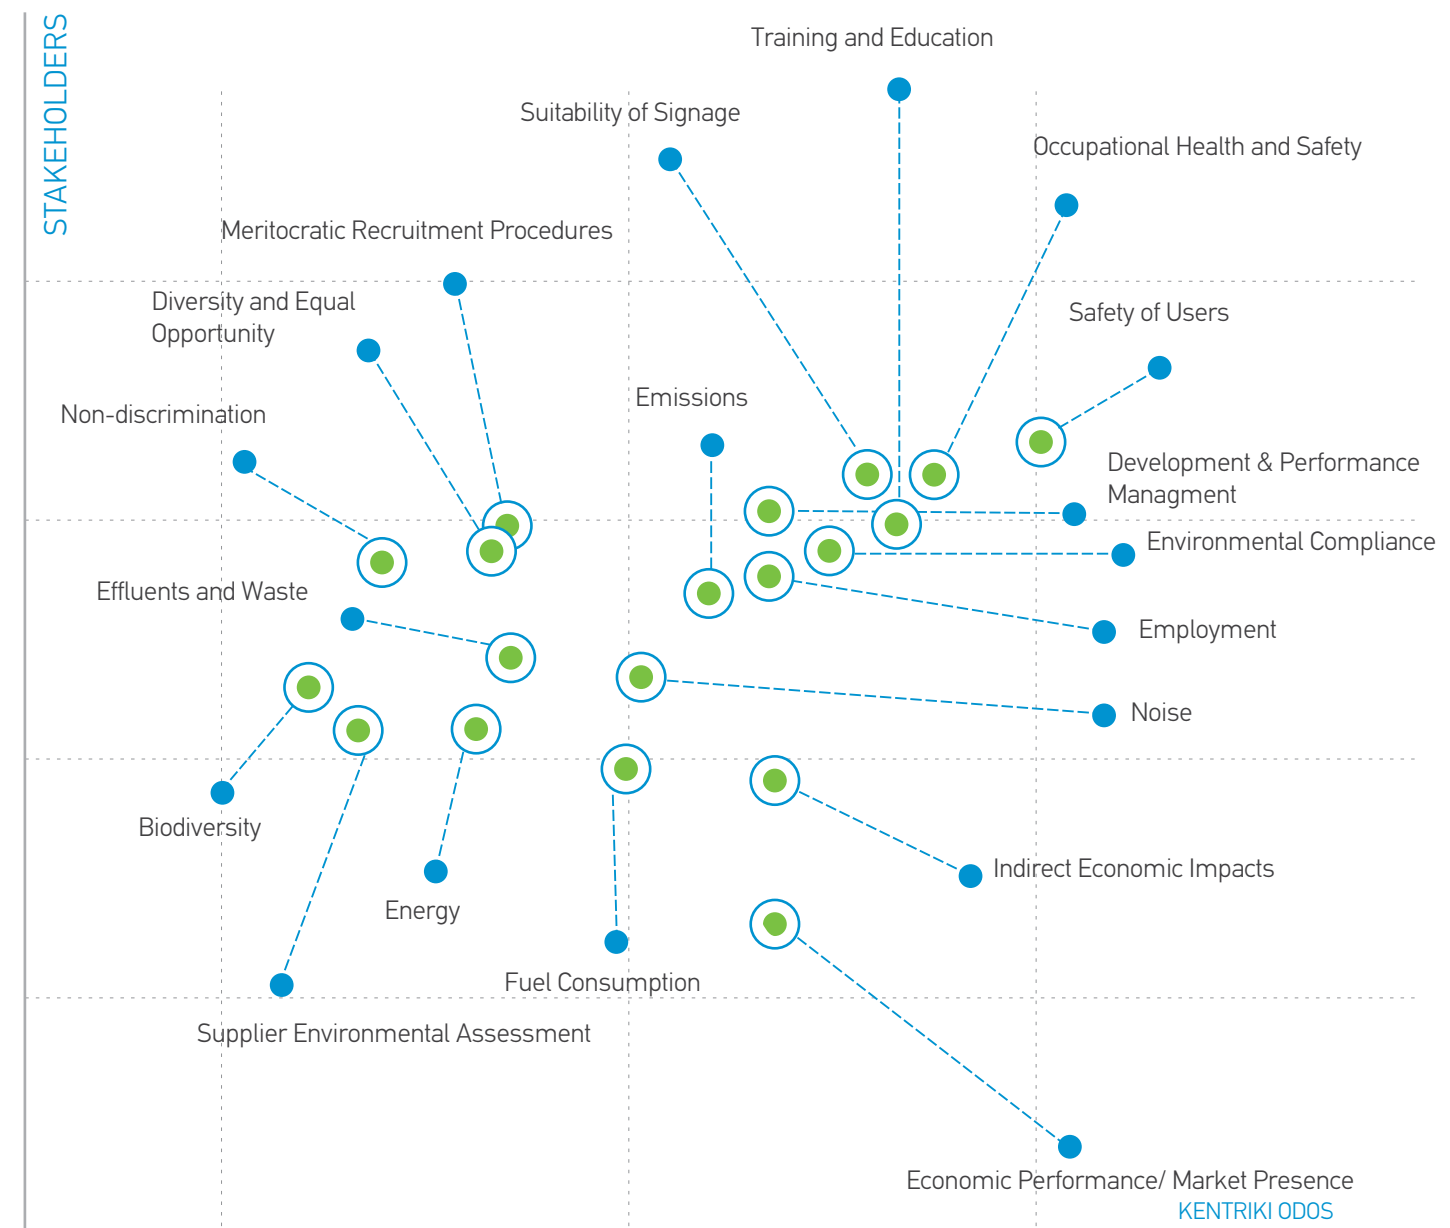 STAKEHOLDERS
Training and Education
Suitability of Signage
Occupational Health and Safety
Meritocratic Recruitment Procedures
Diversity and Equal
Opportunity
Safety of Users
Emissions
Non-discrimination
Development & Performance
Managment
Environmental Compliance
Effluents and Waste
Employment
Noise
Biodiversity
Indirect Economic Impacts
Energy
Fuel Consumption
Supplier Environmental Assessment
Economic Performance/ Market Presence
KENTRIKI ODOS